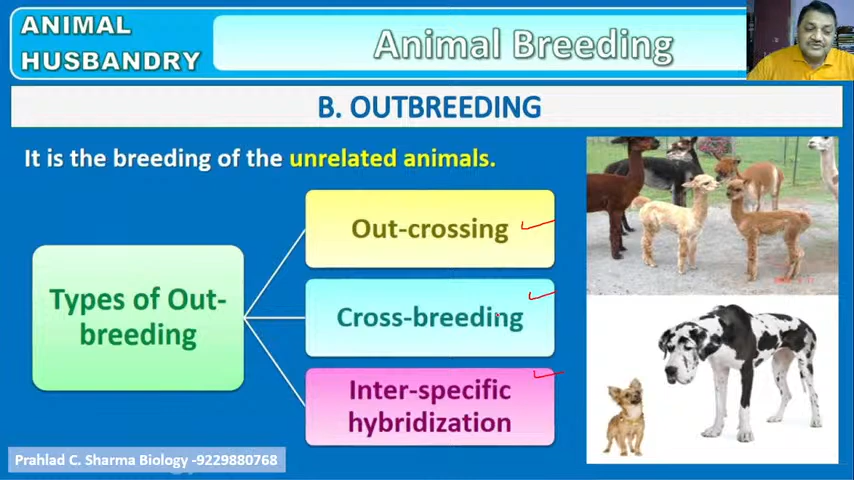 ANIMAL
HUSBANDRY
Animal Breeding
B. OUTBREEDING
It is the breeding of the unrelated animals.
Types of Out-
breeding
Out-crossing
Cross-breeding
Inter-specific
hybridization
Prahlad C. Sharma Biology -9229880768